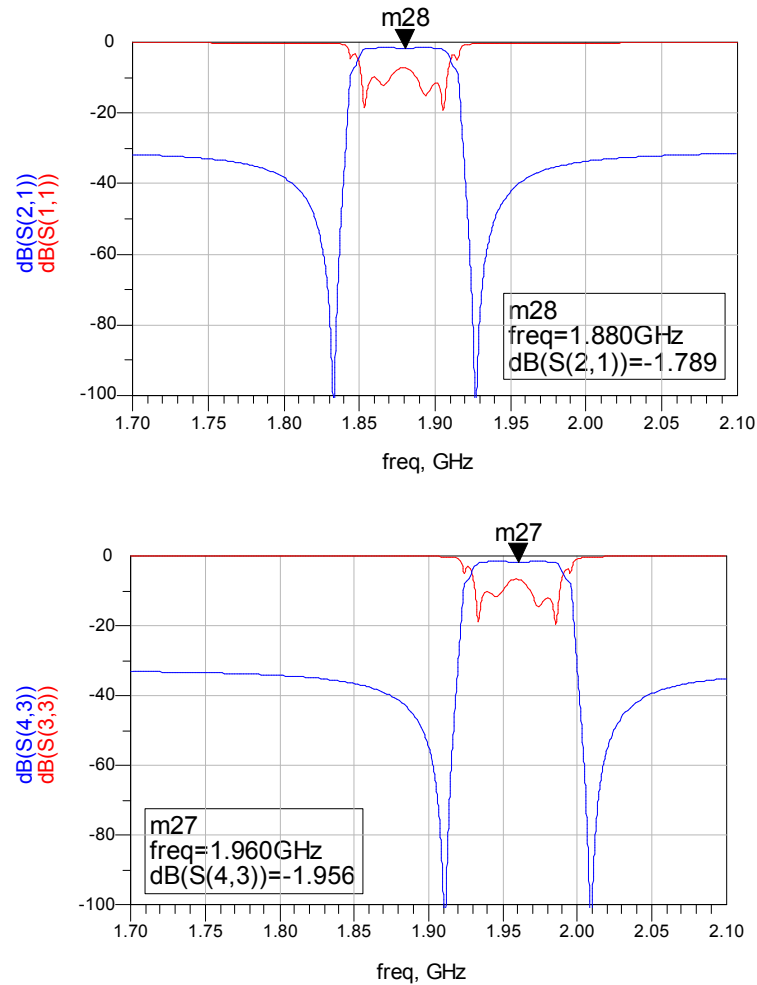 m28
0
-20
-40
-60
-80
-100
dB(S(2,1))
dB(S(1,1))
m28
freq=1.880GHz
dB(S(2,1))=-1.789
1.70 1.75 1.80 1.85 1.90 1.95 2.00 2.05 2.10
freq, GHz
m27
0
-20
-40
-60
-80
-100
dB(S(4,3))
dB(S(3,3))
m27
freq=1.960GHz
dB(S(4,3))=-1.956
1.70 1.75 1.80 1.85 1.90 1.95 2.00 2.05 2.10
freq, GHz